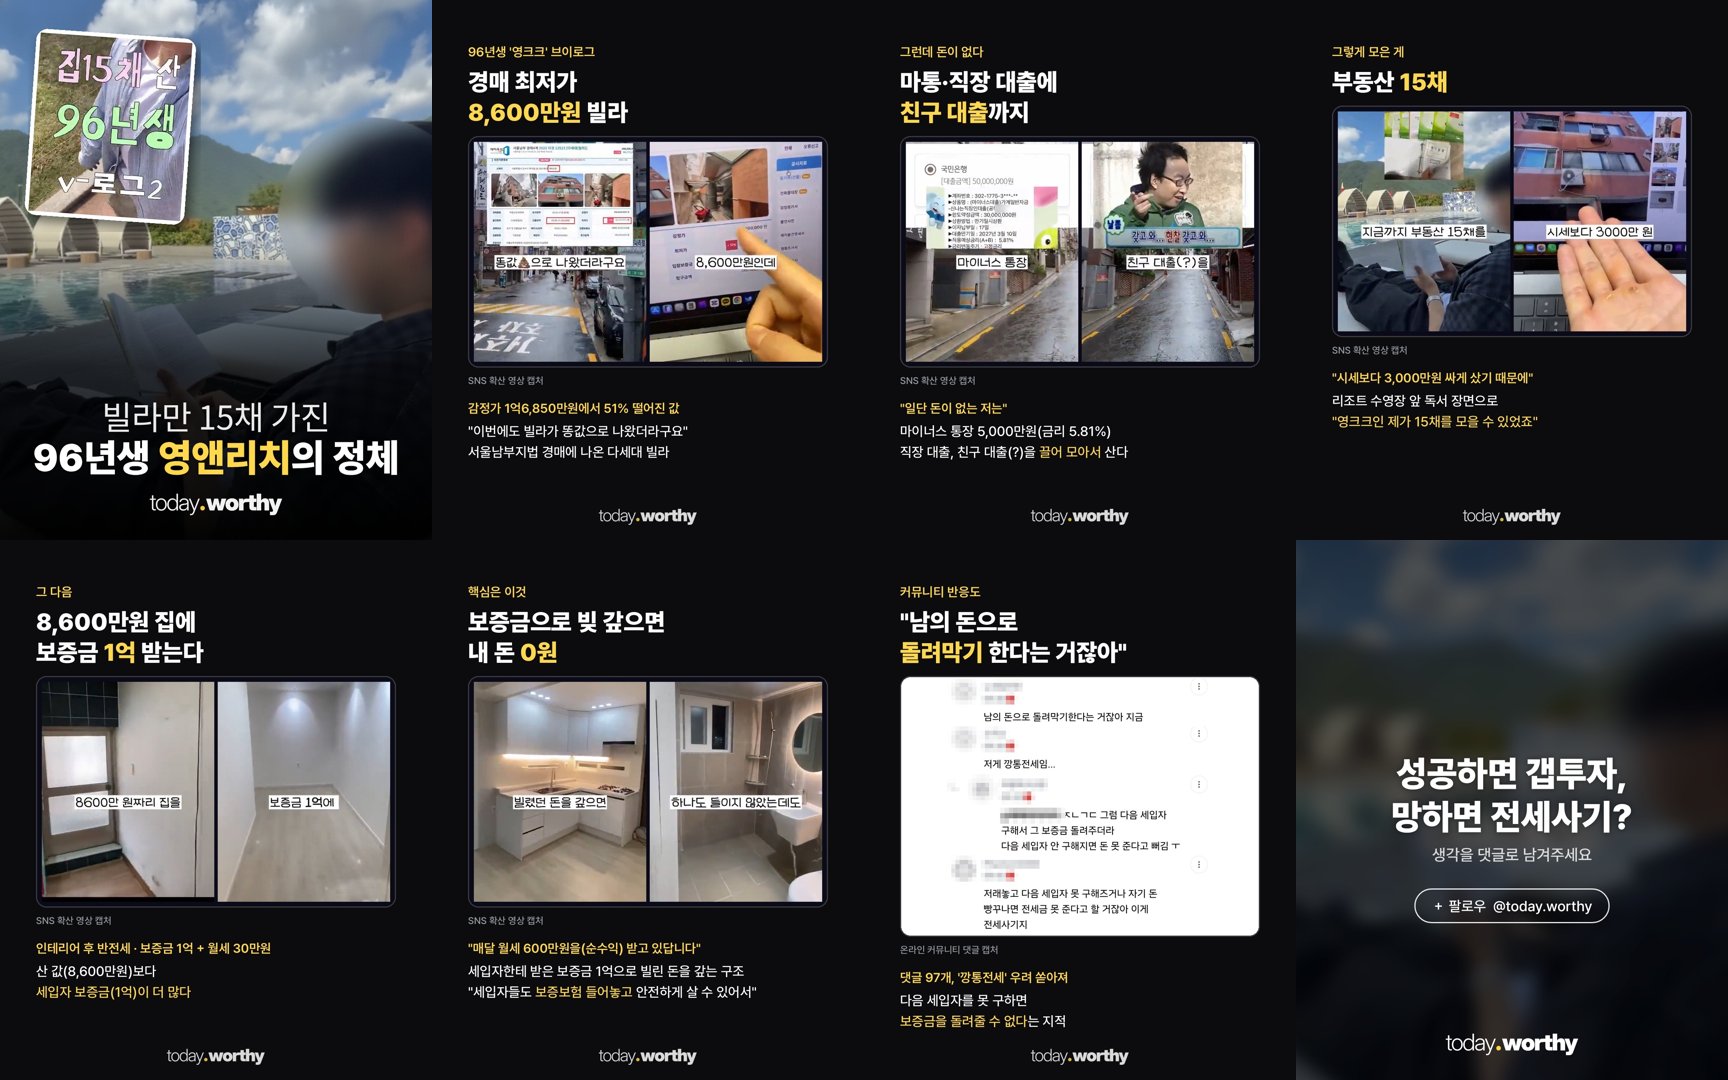 집15채 산
96년생
v-로그2
빌라만 15채 가진
96년생 영앤리치의 정체
today.worthy
96년생 '영크크' 브이로그
경매 최저가
8,600만원 빌라
똥값💩으로 나왔더라구요
8,600만원인데
SNS 확산 영상 캡처
감정가 1억6,850만원에서 51% 떨어진 값
"이번에도 빌라가 똥값으로 나왔더라구요"
서울남부지법 경매에 나온 다세대 빌라
today.worthy
그런데 돈이 없다
마통·직장 대출에
친구 대출까지
국민은행
[대출금액] 50,000,000원
마이너스 통장
갖고 와... 현찰 갖고 와...
친구 대출(?)을
SNS 확산 영상 캡처
"일단 돈이 없는 저는"
마이너스 통장 5,000만원(금리 5.81%)
직장 대출, 친구 대출(?)을 끌어 모아서 산다
today.worthy
그렇게 모은 게
부동산 15채
지금까지 부동산 15채를
시세보다 3000만 원
SNS 확산 영상 캡처
"시세보다 3,000만원 싸게 샀기 때문에"
리조트 수영장 앞 독서 장면으로
"영크크인 제가 15채를 모을 수 있었죠"
today.worthy
그 다음
8,600만원 집에
보증금 1억 받는다
8600만 원짜리 집을
보증금 1억에
SNS 확산 영상 캡처
인테리어 후 반전세 · 보증금 1억 + 월세 30만원
산 값(8,600만원)보다
세입자 보증금(1억)이 더 많다
today.worthy
핵심은 이것
보증금으로 빚 갚으면
내 돈 0원
빌렸던 돈을 갚으면
하나도 들이지 않았는데도
SNS 확산 영상 캡처
"매달 월세 600만원을(순수익) 받고 있답니다"
세입자한테 받은 보증금 1억으로 빌린 돈을 갚는 구조
"세입자들도 보증보험 들어놓고 안전하게 살 수 있어서"
today.worthy
커뮤니티 반응도
"남의 돈으로
돌려막기 한다는 거잖아"
남의 돈으로 돌려막기한다는 거잖아 지금
저게 깡통전세임...
ㅈㄴㄱㄷ 그럼 다음 세입자
구해서 그 보증금 돌려주더라
다음 세입자 안 구해지면 돈 못 준다고 뻐김 ㅜ
저래놓고 다음 세입자 못 구해즈거나 자기 돈
빵꾸나면 전세금 못 준다고 할 거잖아 이게
전세사기지
온라인 커뮤니티 댓글 캡처
댓글 97개, '깡통전세' 우려 쏟아져
다음 세입자를 못 구하면
보증금을 돌려줄 수 없다는 지적
today.worthy
성공하면 갭투자,
망하면 전세사기?
생각을 댓글로 남겨주세요
+ 팔로우 @today.worthy
today.worthy